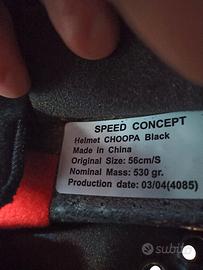 SPEED CONCEPT
Helmet CHOOPA Black
Made in China
Original Size: 56cm/S
Nominal Mass: 530 gr.
Production date: 03/04(4085)
subito